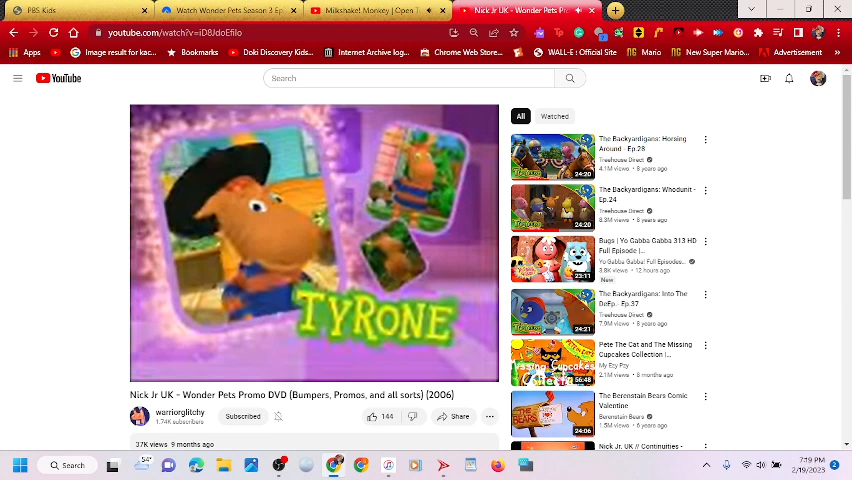 PBS Kids
Watch Wonder Pets Season 3 Ep
Milkshake! Monkey | Open T
Nick Jr UK - Wonder Pets Pro
youtube.com/watch?v=iD8JdoEfiIo
Apps
Image result for kac...
Bookmarks
Doki Discovery Kids...
Internet Archive log...
Chrome Web Store...
WALL•E | Official Site
Mario
New Super Mario...
Advertisement
YouTube
Search
All
Watched
TYRONE
The Backyardigans: Horsing
Around - Ep.28
Treehouse Direct
4.1M views • 8 years ago
24:20
The Backyardigans: Whodunit -
Ep.24
Treehouse Direct
8.3M views • 8 years ago
24:20
Bugs | Yo Gabba Gabba 313 HD
Full Episode |...
Yo Gabba Gabba! Full Episodes...
3.8K views • 12 hours ago
New
23:11
The Backyardigans: Into The
Deep - Ep.37
Treehouse Direct
7.9M views • 8 years ago
24:21
Pete The Cat and The Missing
Cupcakes Collection |...
My Ezy Pzy
2.1M views • 8 months ago
56:48
The Berenstain Bears Comic
Valentine
Berenstain Bears
1.5M views • 6 years ago
24:06
Nick Jr. UK // Continuities -
Nick Jr UK - Wonder Pets Promo DVD (Bumpers, Promos, and all sorts) (2006)
warriorglitchy
1.74K subscribers
Subscribed
144
Share
37K views 9 months ago
Search
54°
7:19 PM
2/19/2023
2